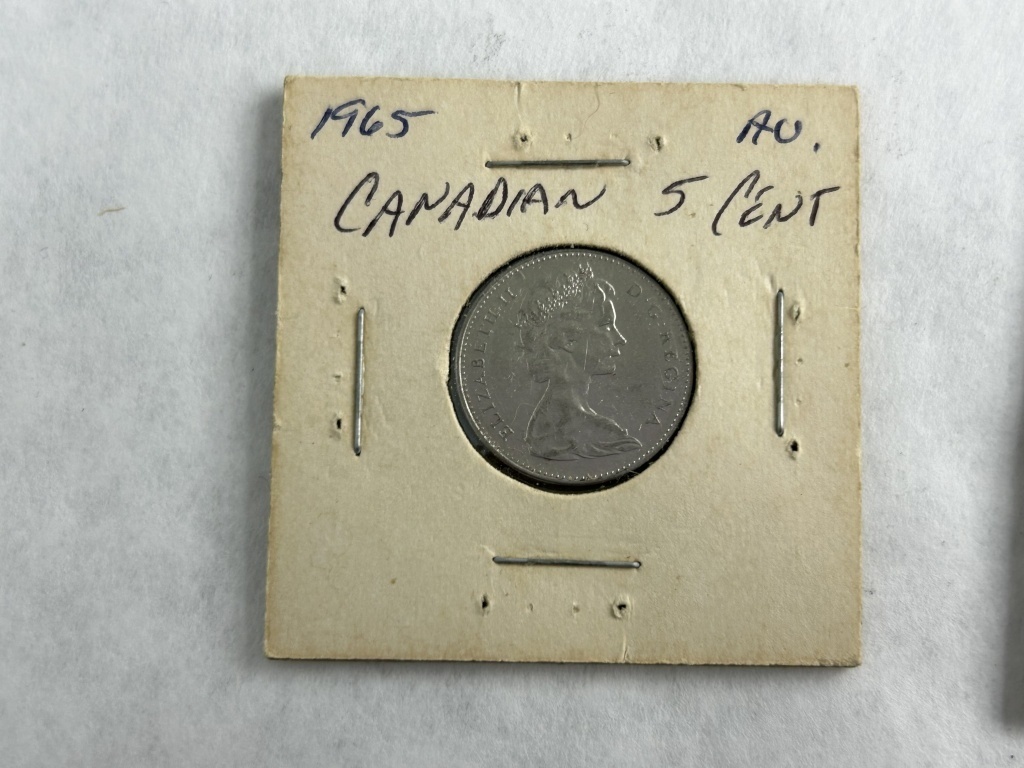 1965 AU.
CANADIAN 5 CENT
ELIZABETH II D·G·REGINA